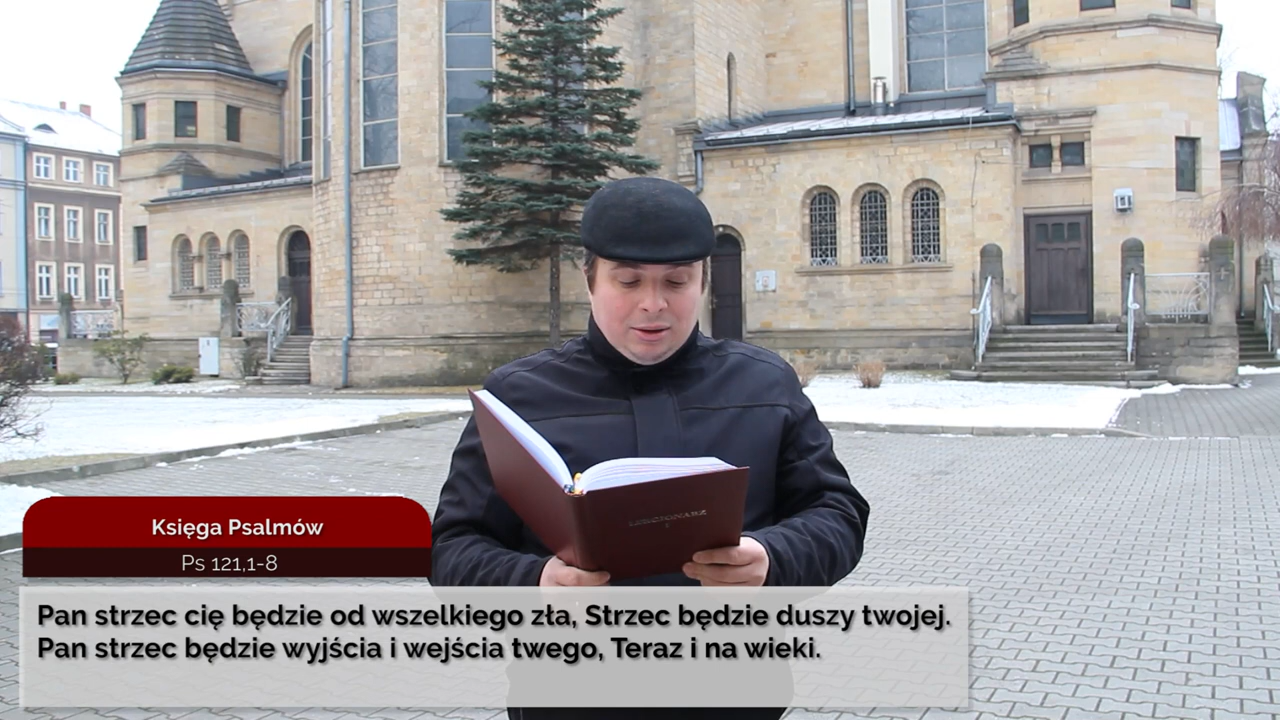 LEKCJONARZ
I
Księga Psalmów
Ps 121,1-8
Pan strzec cię będzie od wszelkiego zła, Strzec będzie duszy twojej.
Pan strzec będzie wyjścia i wejścia twego, Teraz i na wieki.